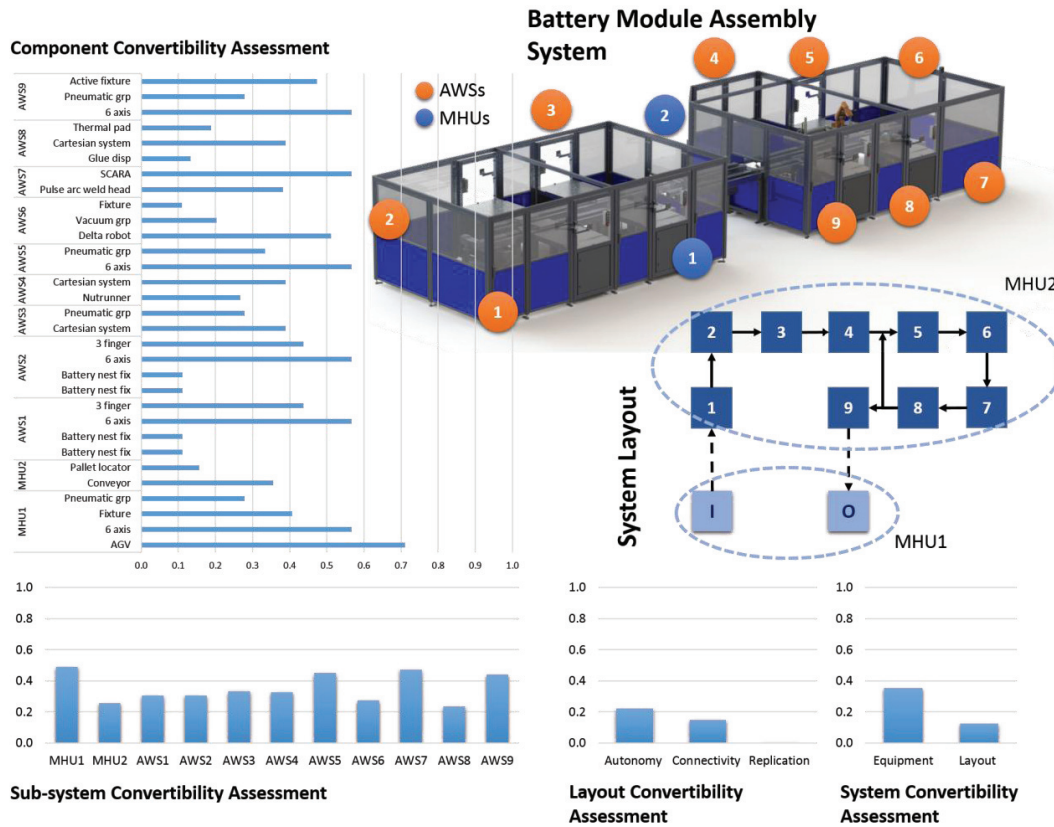 Battery Module Assembly
System
Component Convertibility Assessment
AWSs
MHUs
AWS9
Active fixture
Pneumatic grp
6 axis
AWS8
Thermal pad
Cartesian system
Glue disp
AWS7
SCARA
Pulse arc weld head
AWS6
Fixture
Vacuum grp
Delta robot
AWS5
Pneumatic grp
6 axis
AWS4
Cartesian system
Nutrunner
AWS3
Pneumatic grp
Cartesian system
AWS2
3 finger
6 axis
Battery nest fix
Battery nest fix
AWS1
3 finger
6 axis
Battery nest fix
Battery nest fix
MHU2
Pallet locator
Conveyor
MHU1
Pneumatic grp
Fixture
6 axis
AGV
0.0 0.1 0.2 0.3 0.4 0.5 0.6 0.7 0.8 0.9 1.0
4 5 6
3 2
2 1 7
1 9 8
System Layout
MHU2
2 3 4 5 6
1 9 8 7
I O
MHU1
1.0
0.8
0.6
0.4
0.2
0.0
MHU1 MHU2 AWS1 AWS2 AWS3 AWS4 AWS5 AWS6 AWS7 AWS8 AWS9
Sub-system Convertibility Assessment
1.0
0.8
0.6
0.4
0.2
0.0
Autonomy Connectivity Replication
Layout Convertibility
Assessment
1.0
0.8
0.6
0.4
0.2
0.0
Equipment Layout
System Convertibility
Assessment